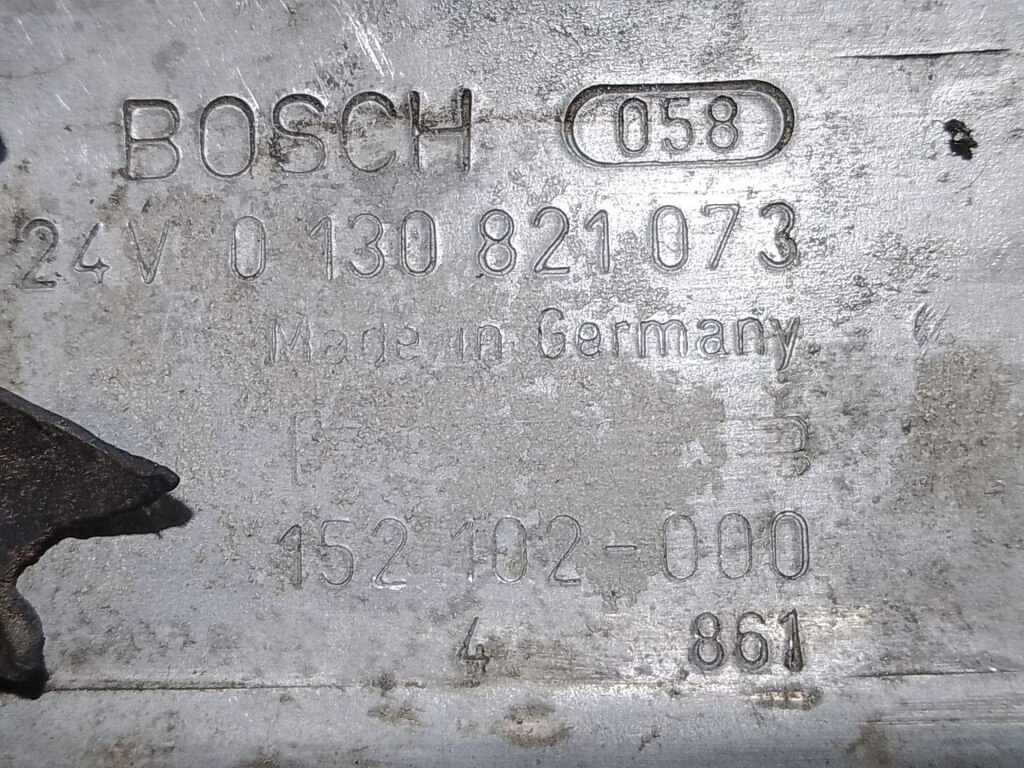 BOSCH 058
24V 0 130 821 073
Made in Germany
152 102-000
4 861